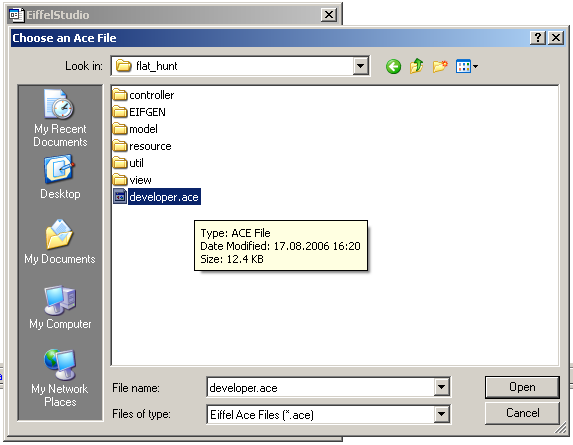 EiffelStudio
Choose an Ace File
Look in: flat_hunt
My Recent
Documents
Desktop
My Documents
My Computer
My Network
Places
controller
EIFGEN
model
resource
util
view
developer.ace
Type: ACE File
Date Modified: 17.08.2006 16:20
Size: 12.4 KB
File name: developer.ace Open
Files of type: Eiffel Ace Files (*.ace) Cancel